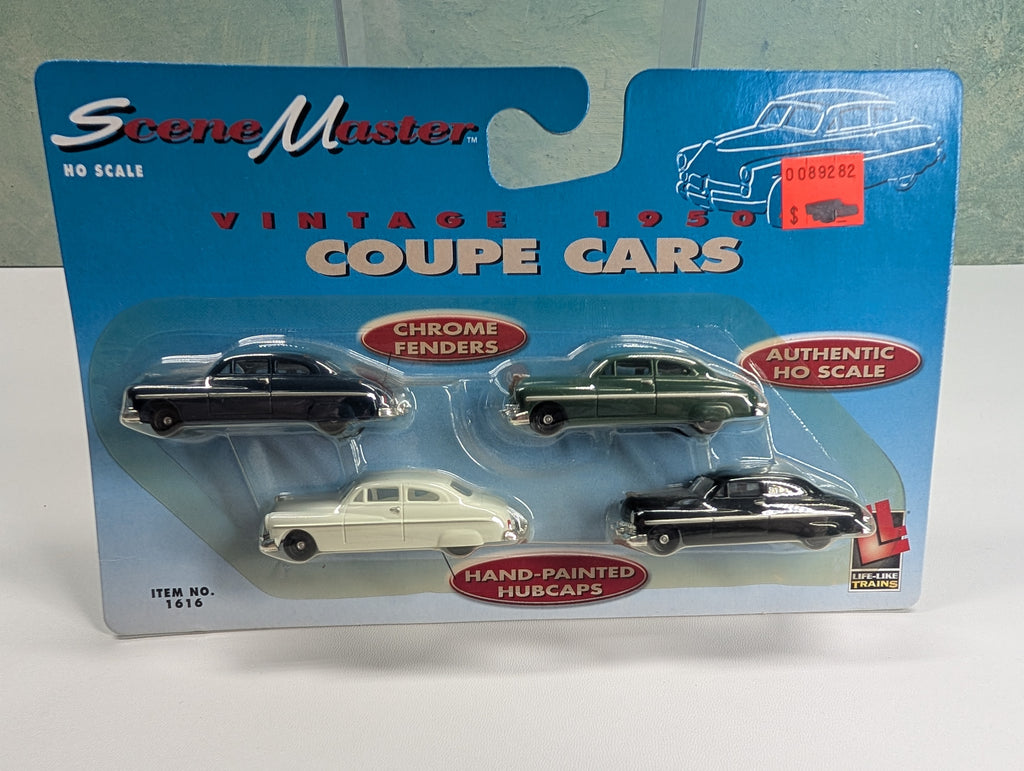 SceneMaster™
HO SCALE
0089282
$
VINTAGE 1950
COUPE CARS
CHROME
FENDERS
AUTHENTIC
HO SCALE
HAND-PAINTED
HUBCAPS
ITEM NO.
1616
LIFE-LIKE
TRAINS